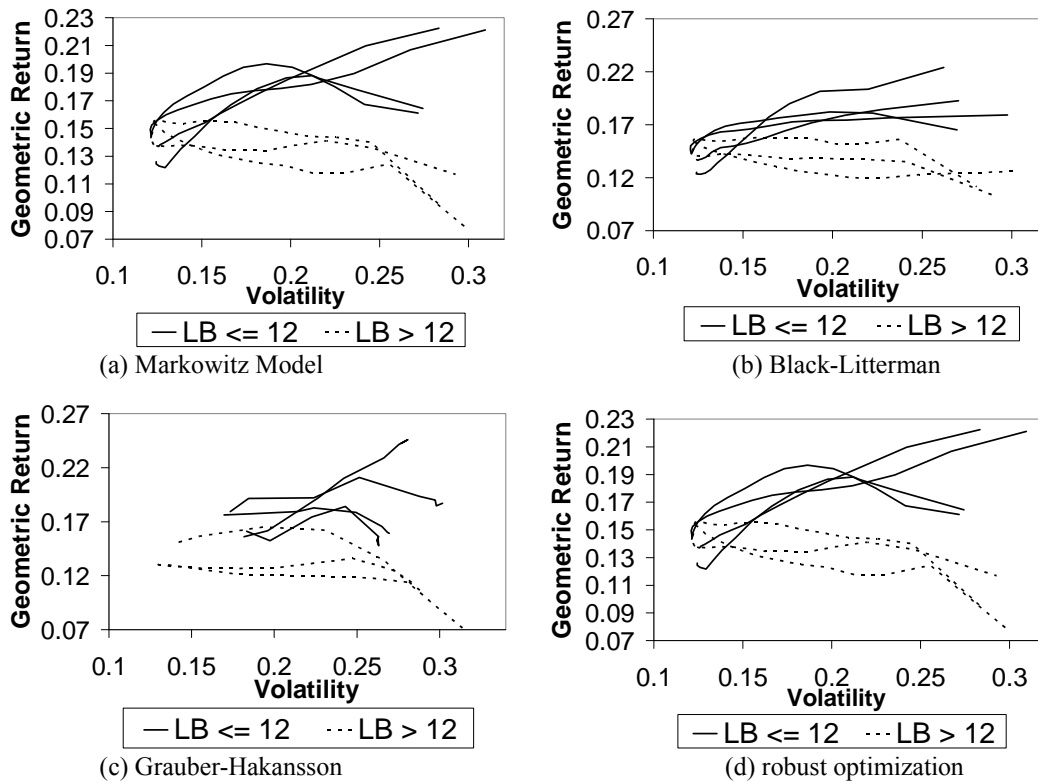 Geometric Return
0.23
0.21
0.19
0.17
0.15
0.13
0.11
0.09
0.07
0.1 0.15 0.2 0.25 0.3
Volatility
LB <= 12 LB > 12
(a) Markowitz Model
Geometric Return
0.27
0.22
0.17
0.12
0.07
0.1 0.15 0.2 0.25 0.3
Volatility
LB <= 12 LB > 12
(b) Black-Litterman
Geometric Return
0.27
0.22
0.17
0.12
0.07
0.1 0.15 0.2 0.25 0.3
Volatility
LB <= 12 LB > 12
(c) Grauber-Hakansson
Geometric Return
0.23
0.21
0.19
0.17
0.15
0.13
0.11
0.09
0.07
0.1 0.15 0.2 0.25 0.3
Volatility
LB <= 12 LB > 12
(d) robust optimization